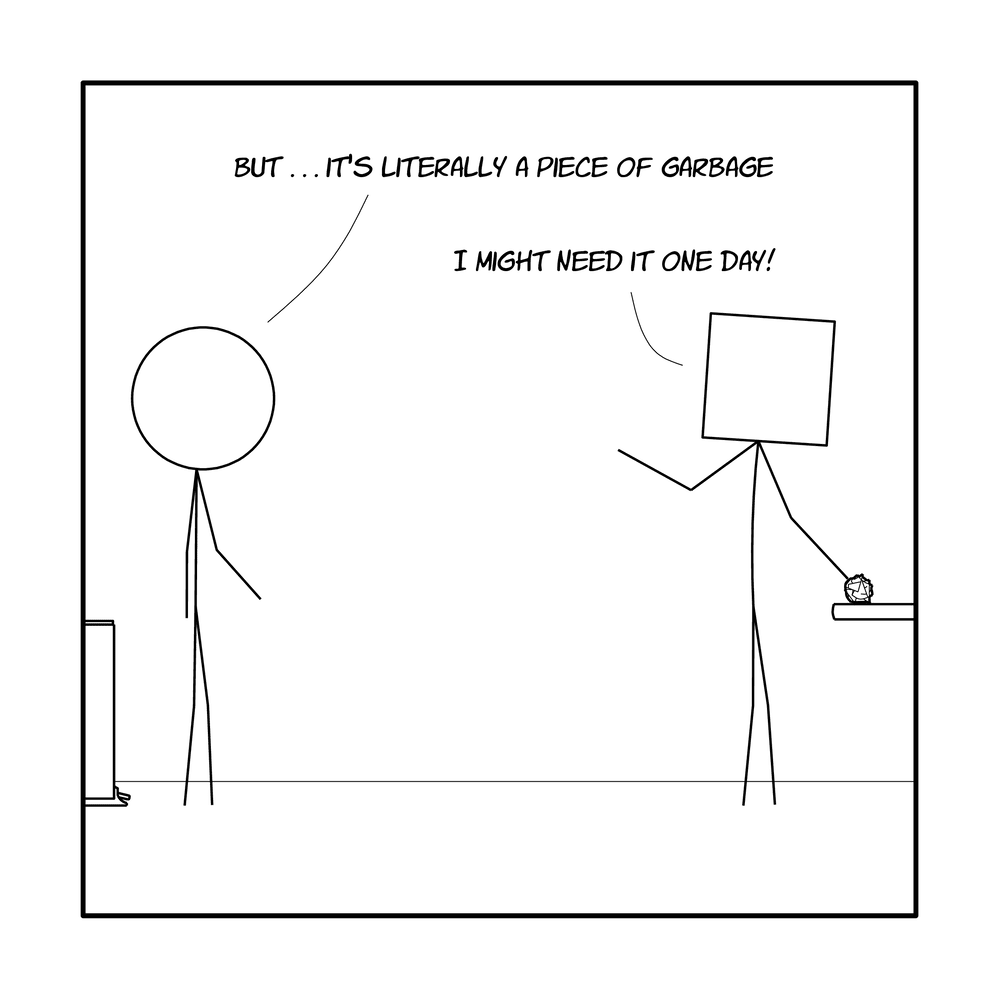 BUT ... IT'S LITERALLY A PIECE OF GARBAGE
I MIGHT NEED IT ONE DAY!